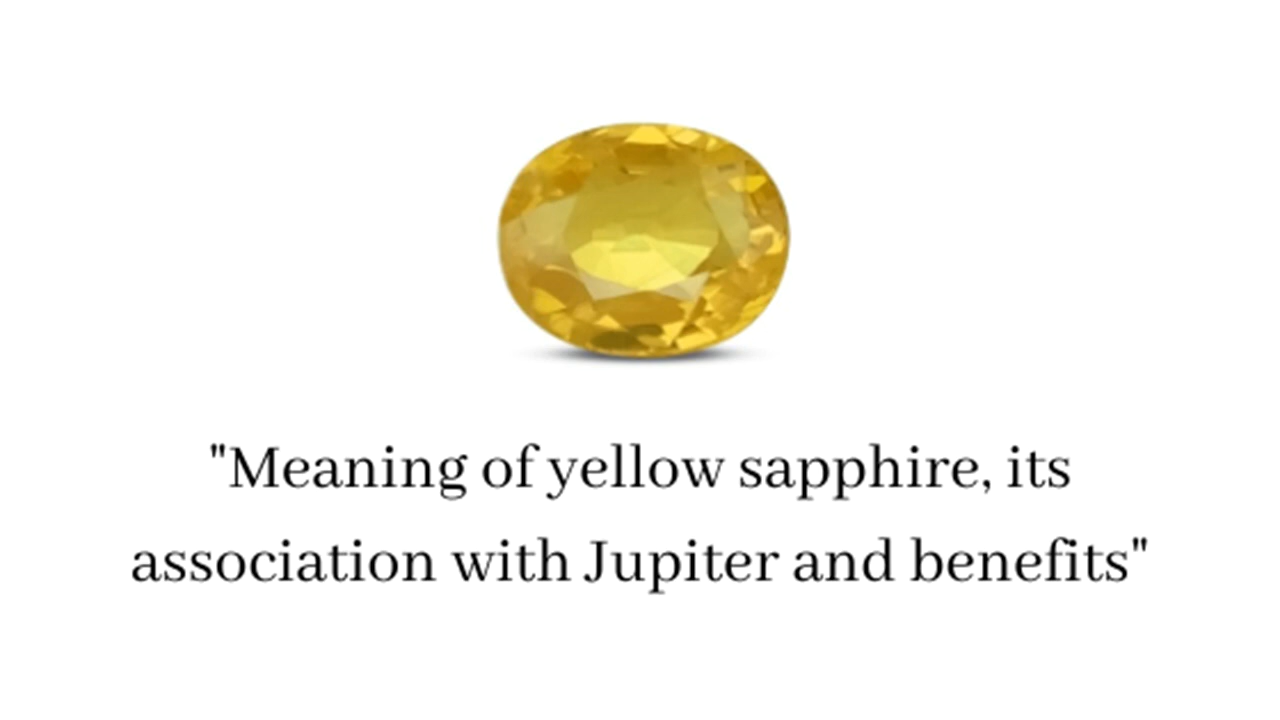 "Meaning of yellow sapphire, its
association with Jupiter and benefits"